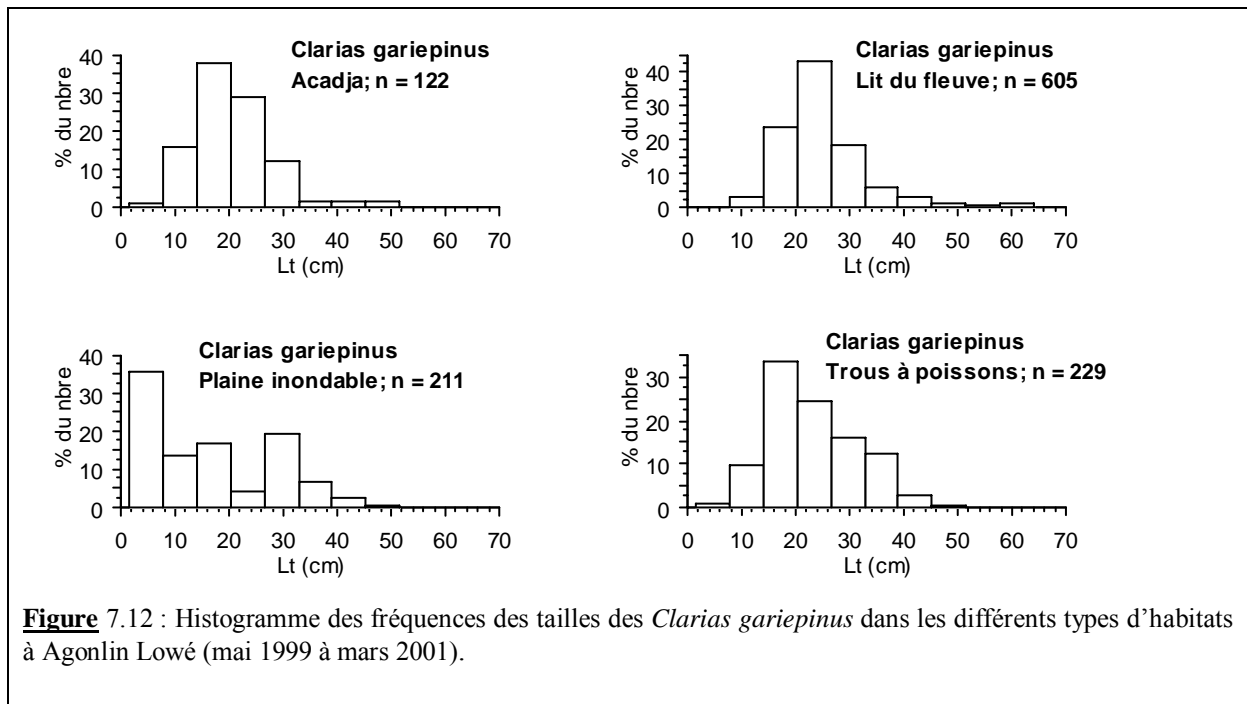 Clarias gariepinus
Acadja; n = 122
% du nbre
40
30
20
10
0
0 10 20 30 40 50 60 70
Lt (cm)
Clarias gariepinus
Lit du fleuve; n = 605
% du nbre
40
30
20
10
0
0 10 20 30 40 50 60 70
Lt (cm)
Clarias gariepinus
Plaine inondable; n = 211
% du nbre
40
30
20
10
0
0 10 20 30 40 50 60 70
Lt (cm)
Clarias gariepinus
Trous à poissons; n = 229
% du nbre
30
20
10
0
0 10 20 30 40 50 60 70
Lt (cm)
Figure 7.12 : Histogramme des fréquences des tailles des Clarias gariepinus dans les différents types d’habitats
à Agonlin Lowé (mai 1999 à mars 2001).